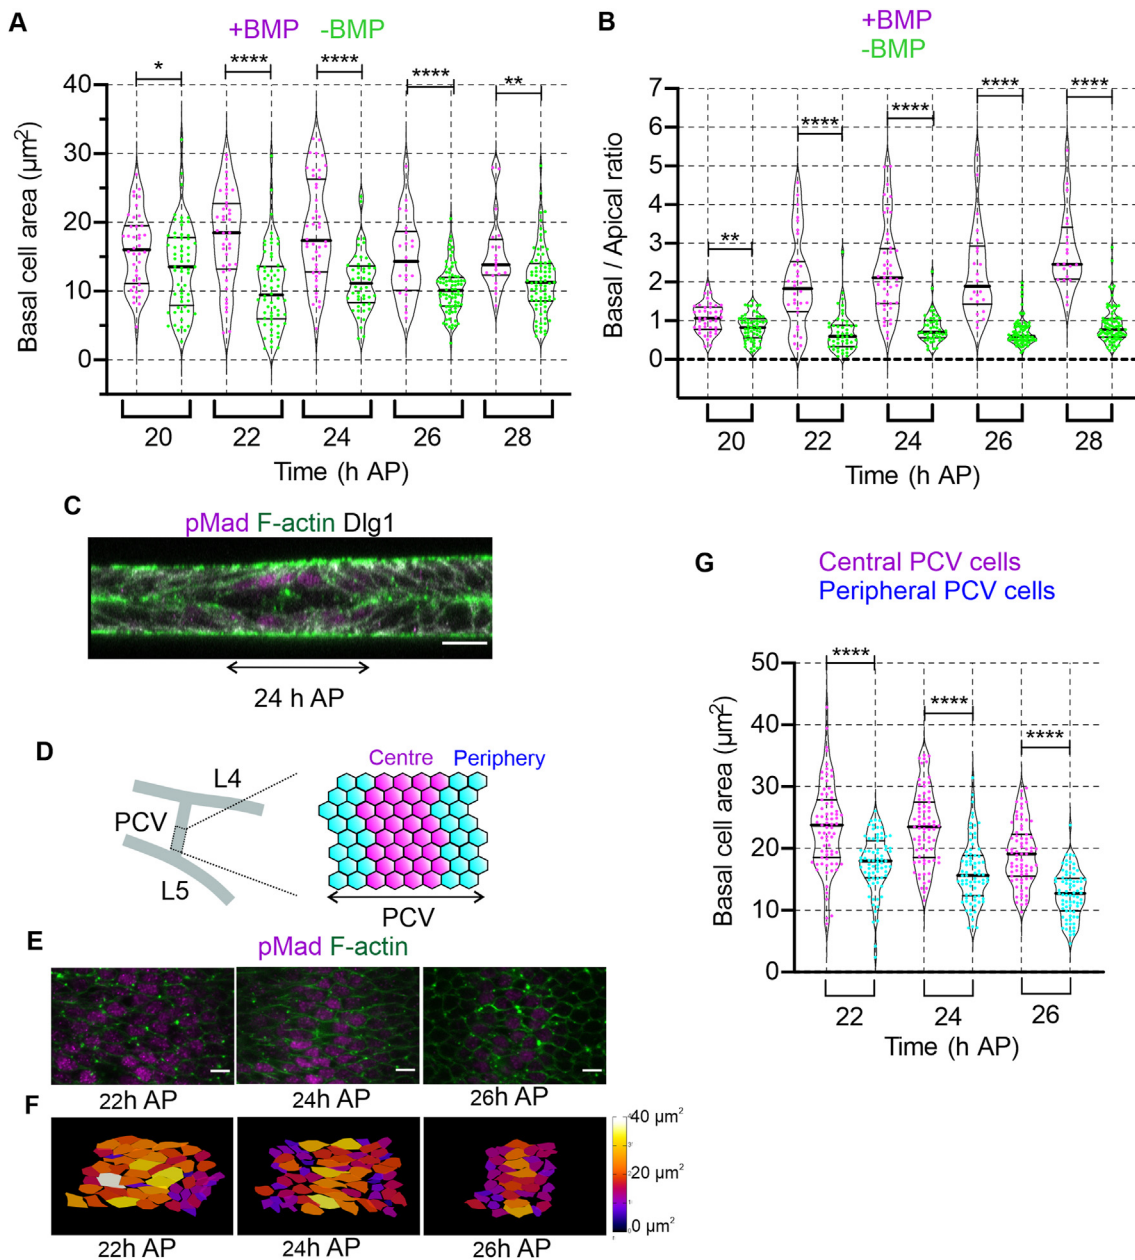 A
+BMP -BMP
* **** **** **** **
Basal cell area (µm²)
40
30
20
10
0
20 22 24 26 28
Time (h AP)
B
+BMP
-BMP
** **** **** **** ****
Basal / Apical ratio
7
6
5
4
3
2
1
0
20 22 24 26 28
Time (h AP)
C
pMad F-actin Dlg1
24 h AP
D
L4
PCV
L5
Centre Periphery
PCV
E
pMad F-actin
22h AP 24h AP 26h AP
F
40 µm²
20 µm²
0 µm²
22h AP 24h AP 26h AP
G
Central PCV cells
Peripheral PCV cells
**** **** ****
Basal cell area (µm²)
50
40
30
20
10
0
22 24 26
Time (h AP)